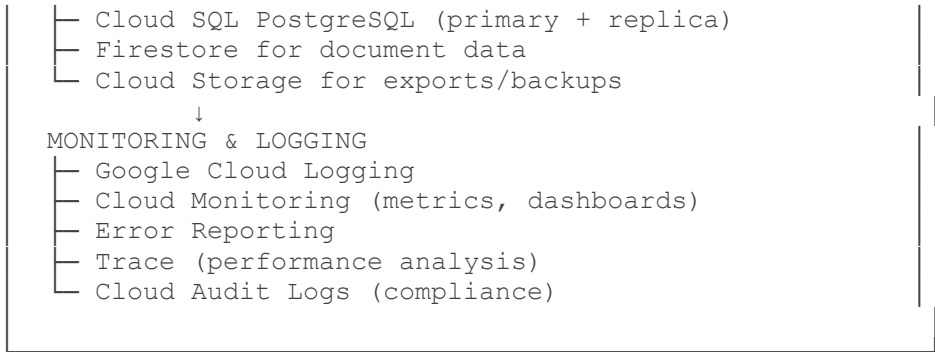 ├─ Cloud SQL PostgreSQL (primary + replica)
├─ Firestore for document data
└─ Cloud Storage for exports/backups
↓
MONITORING & LOGGING
├─ Google Cloud Logging
├─ Cloud Monitoring (metrics, dashboards)
├─ Error Reporting
├─ Trace (performance analysis)
└─ Cloud Audit Logs (compliance)